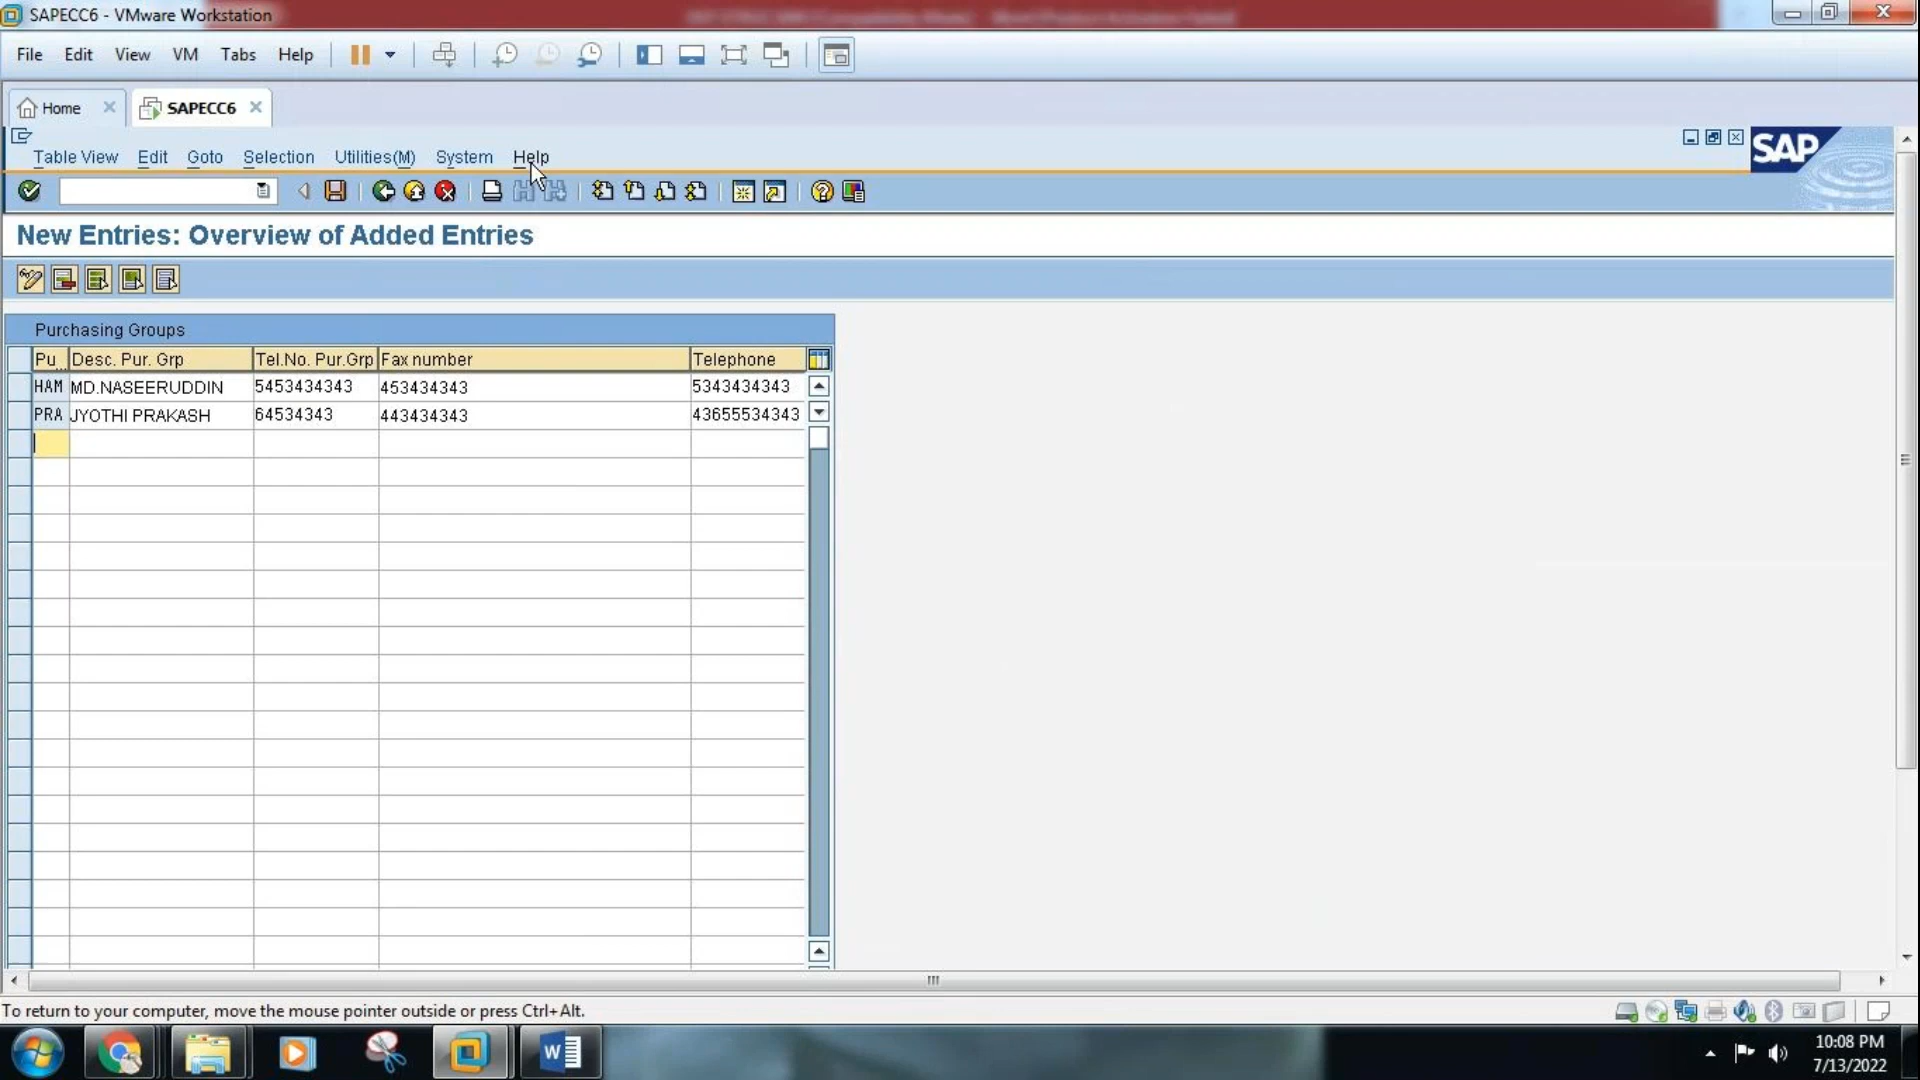 SAPECC6 - VMware Workstation
File Edit View VM Tabs Help
Home SAPECC6
Table View Edit Goto Selection Utilities(M) System Help
SAP
New Entries: Overview of Added Entries
Purchasing Groups
Pu... Desc. Pur. Grp Tel.No. Pur.Grp Fax number Telephone
HAM MD.NASEERUDDIN 5453434343 453434343 5343434343
PRA JYOTHI PRAKASH 64534343 443434343 43655534343
To return to your computer, move the mouse pointer outside or press Ctrl+Alt.
10:08 PM
7/13/2022